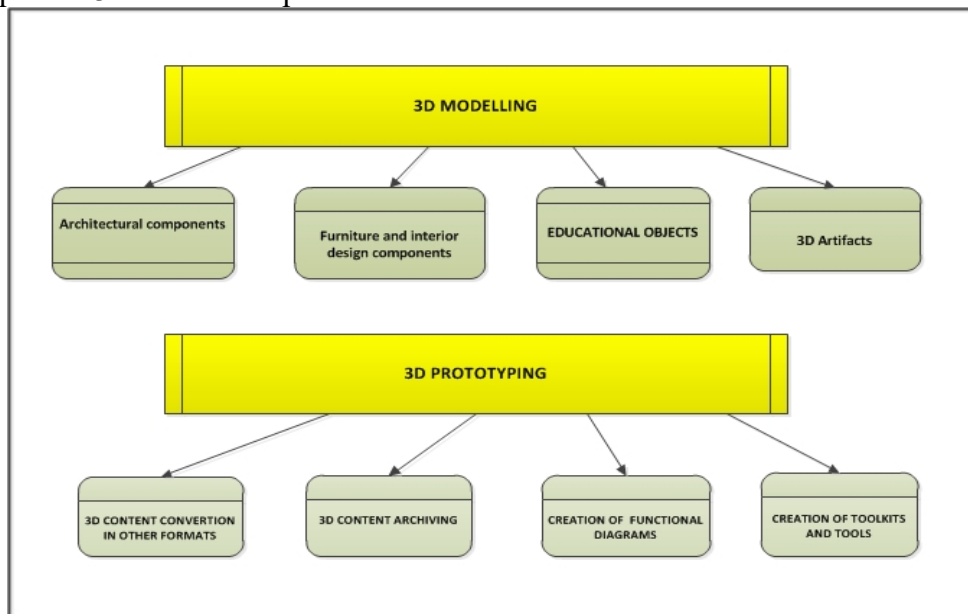 3D MODELLING
Architectural components
Furniture and interior
design components
EDUCATIONAL OBJECTS
3D Artifacts
3D PROTOTYPING
3D CONTENT CONVERTION
IN OTHER FORMATS
3D CONTENT ARCHIVING
CREATION OF FUNCTIONAL
DIAGRAMS
CREATION OF TOOLKITS
AND TOOLS